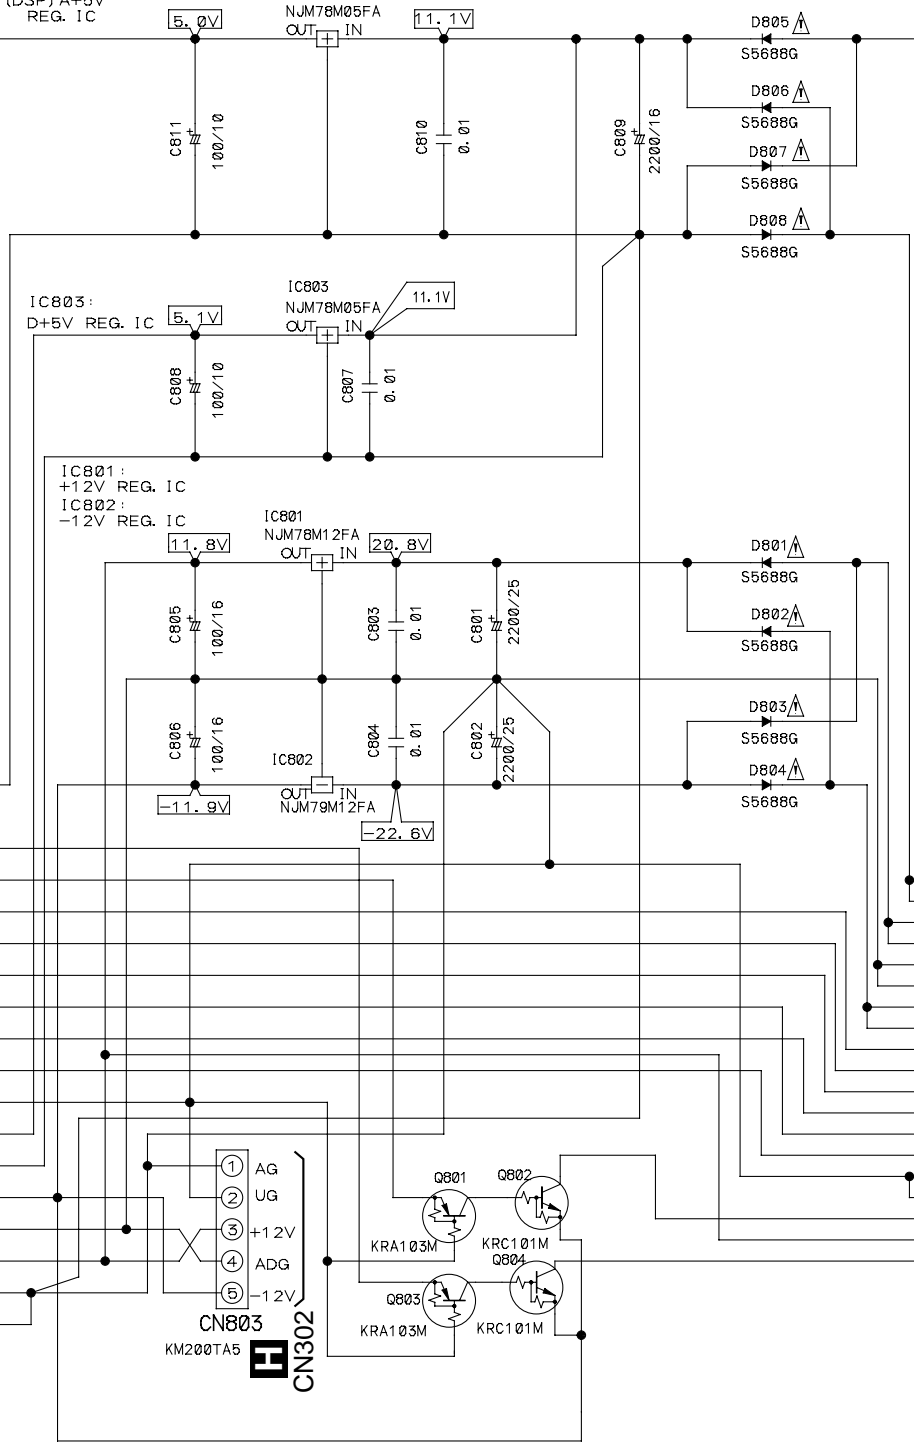 (DSP) A+5V
REG. IC
5.0V
NJM78M05FA
OUT
IN
11.1V
D805
S5688G
D806
S5688G
D807
S5688G
D808
S5688G
C811
100/10
C810
0.01
C809
2200/16
IC803:
D+5V REG. IC
5.1V
IC803
NJM78M05FA
OUT
IN
11.1V
C808
100/10
C807
0.01
IC801:
+12V REG. IC
IC802:
-12V REG. IC
11.8V
IC801
NJM78M12FA
OUT
IN
20.8V
D801
S5688G
D802
S5688G
D803
S5688G
D804
S5688G
C805
100/16
C803
0.01
C801
2200/25
C806
100/16
C804
0.01
C802
2200/25
IC802
OUT
IN
NJM79M12FA
-11.9V
-22.6V
1 AG
2 UG
3 +12V
4 ADG
5 -12V
CN803
KM200TA5
H
CN302
Q801
KRA103M
Q802
KRC101M
Q803
KRA103M
Q804
KRC101M